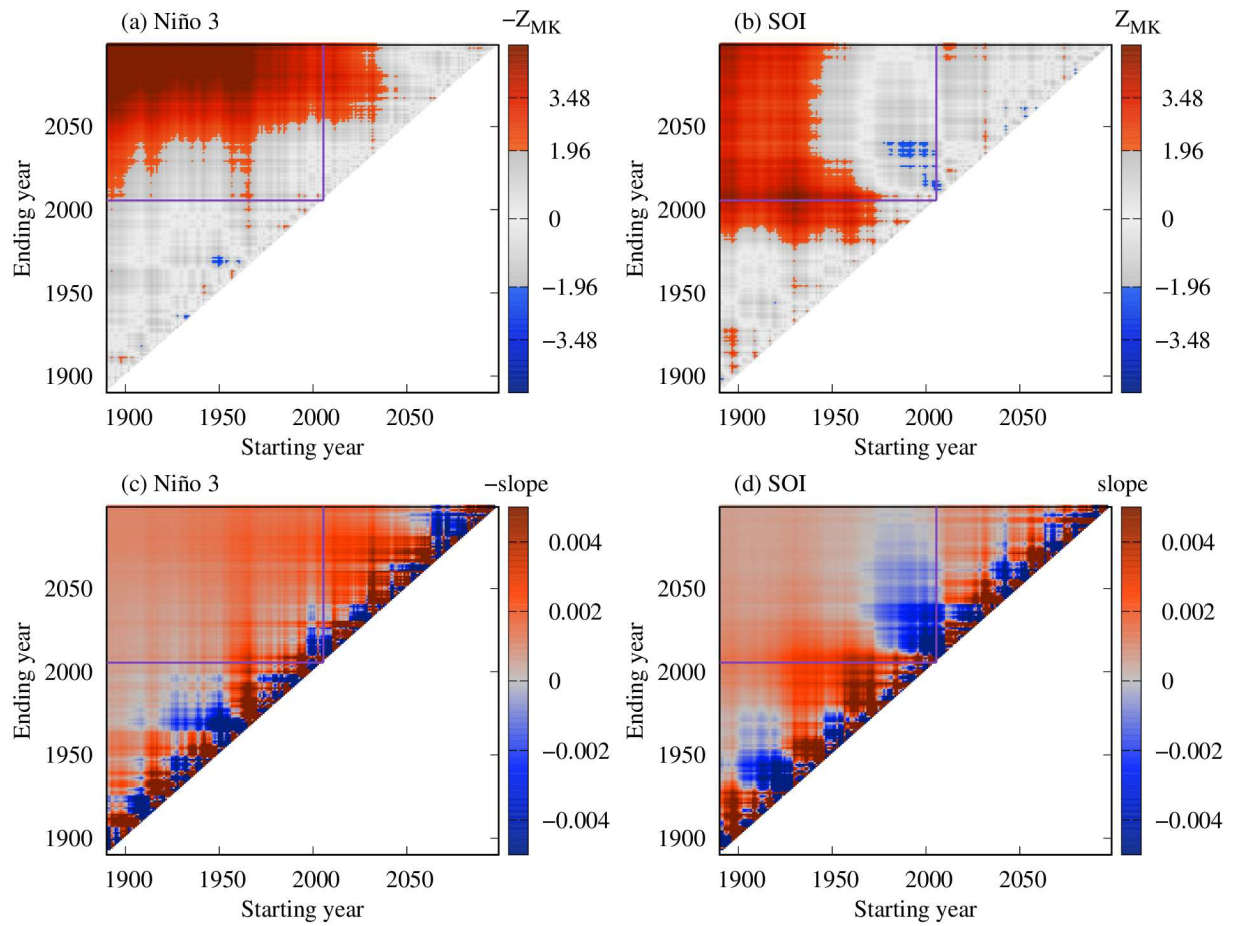 (a) Niño 3
−Z_MK
3.48
1.96
0
−1.96
−3.48
2050
2000
1950
1900
Ending year
1900 1950 2000 2050
Starting year
(b) SOI
Z_MK
3.48
1.96
0
−1.96
−3.48
2050
2000
1950
1900
Ending year
1900 1950 2000 2050
Starting year
(c) Niño 3
−slope
0.004
0.002
0
−0.002
−0.004
2050
2000
1950
1900
Ending year
1900 1950 2000 2050
Starting year
(d) SOI
slope
0.004
0.002
0
−0.002
−0.004
2050
2000
1950
1900
Ending year
1900 1950 2000 2050
Starting year